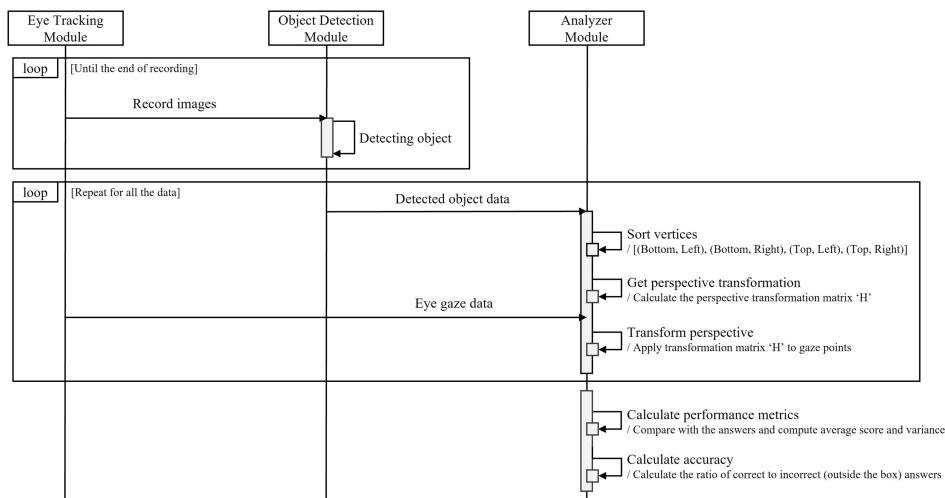 Eye Tracking
Module
Object Detection
Module
Analyzer
Module
loop
[Until the end of recording]
Record images
Detecting object
loop
[Repeat for all the data]
Detected object data
Sort vertices
/ [(Bottom, Left), (Bottom, Right), (Top, Left), (Top, Right)]
Get perspective transformation
/ Calculate the perspective transformation matrix ‘H’
Eye gaze data
Transform perspective
/ Apply transformation matrix ‘H’ to gaze points
Calculate performance metrics
/ Compare with the answers and compute average score and variance
Calculate accuracy
/ Calculate the ratio of correct to incorrect (outside the box) answers